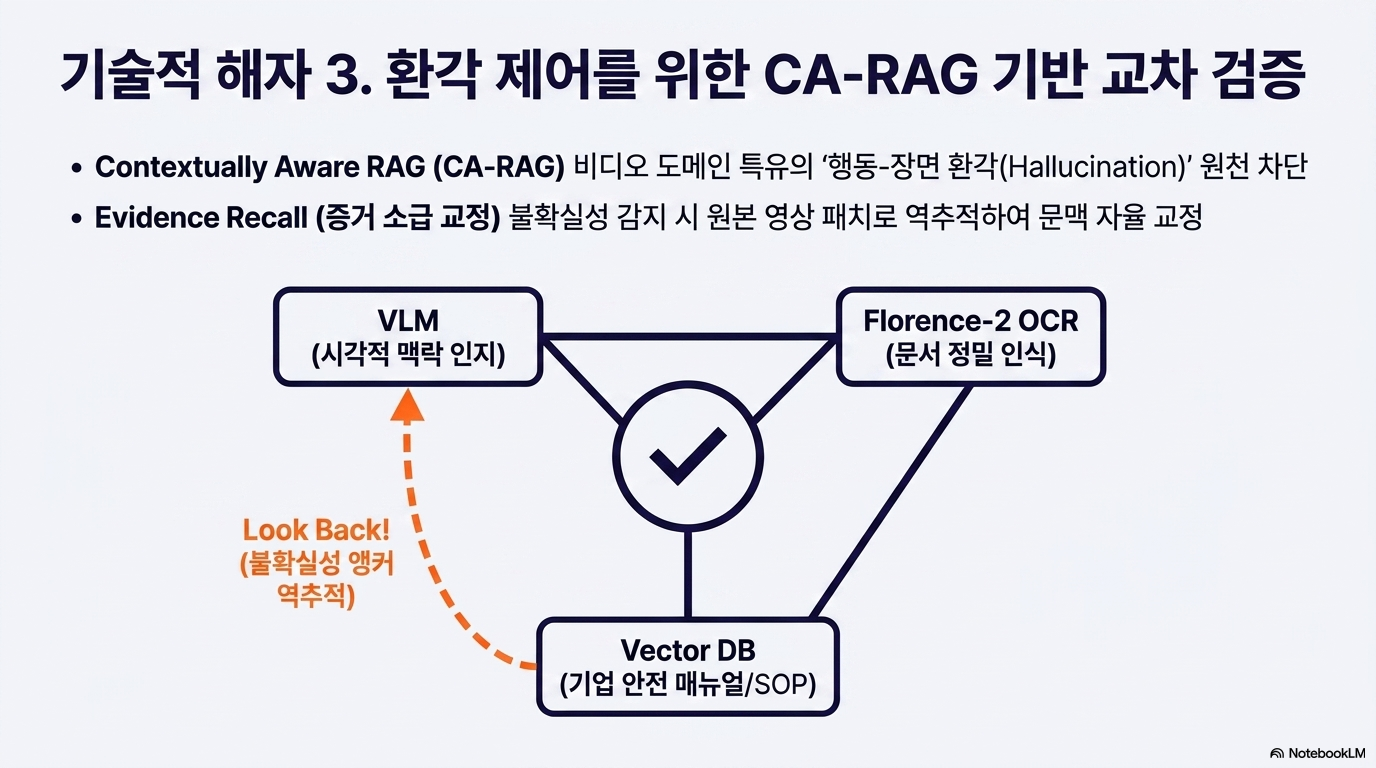 기술적 해자 3. 환각 제어를 위한 CA-RAG 기반 교차 검증
• Contextually Aware RAG (CA-RAG) 비디오 도메인 특유의 ‘행동-장면 환각(Hallucination)’ 원천 차단
• Evidence Recall (증거 소급 교정) 불확실성 감지 시 원본 영상 패치로 역추적하여 문맥 자율 교정
VLM
(시각적 맥락 인지)
Florence-2 OCR
(문서 정밀 인식)
Look Back!
(불확실성 앵커
역추적)
Vector DB
(기업 안전 매뉴얼/SOP)
NotebookLM